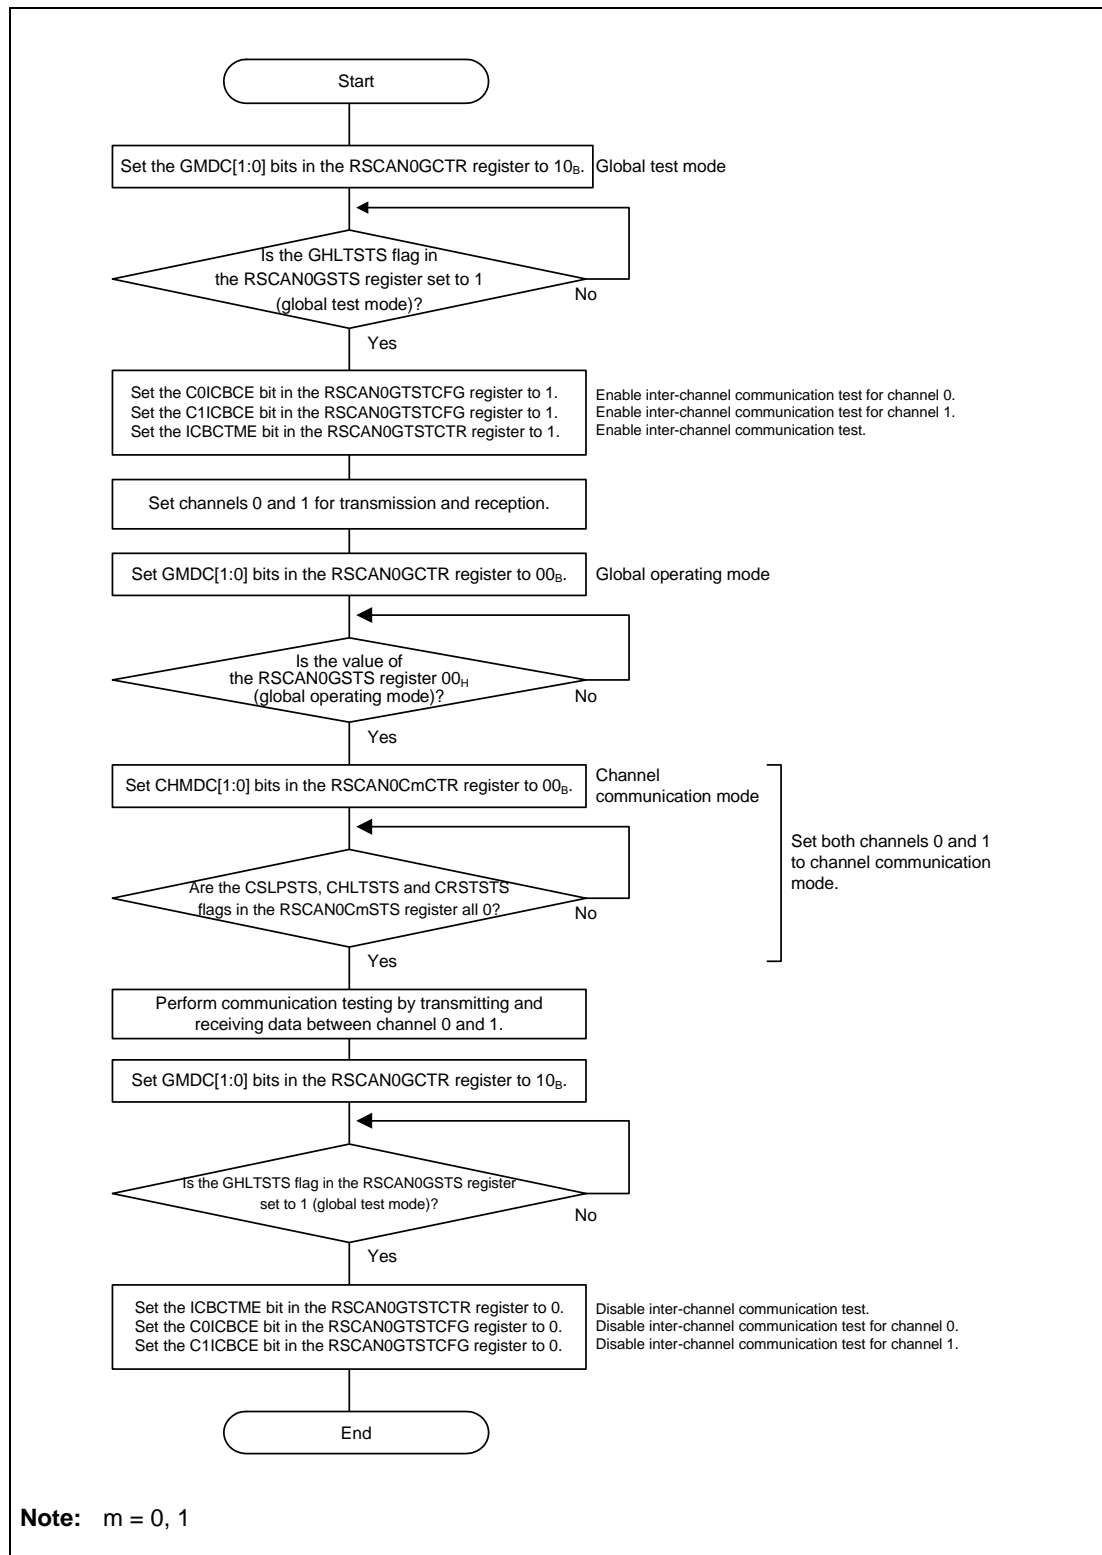 Start
Set the GMDC[1:0] bits in the RSCAN0GCTR register to 10B.
Global test mode
Is the GHLTSTS flag in
the RSCAN0GSTS register set to 1
(global test mode)?
No
Yes
Set the C0ICBCE bit in the RSCAN0GTSTCFG register to 1.
Enable inter-channel communication test for channel 0.
Set the C1ICBCE bit in the RSCAN0GTSTCFG register to 1.
Enable inter-channel communication test for channel 1.
Set the ICBCTME bit in the RSCAN0GTSTCTR register to 1.
Enable inter-channel communication test.
Set channels 0 and 1 for transmission and reception.
Set GMDC[1:0] bits in the RSCAN0GCTR register to 00B.
Global operating mode
Is the value of
the RSCAN0GSTS register 00H
(global operating mode)?
No
Yes
Set CHMDC[1:0] bits in the RSCAN0CmCTR register to 00B.
Channel
communication mode
Set both channels 0 and 1
to channel communication
mode.
Are the CSLPSTS, CHLTSTS and CRSTSTS
flags in the RSCAN0CmSTS register all 0?
No
Yes
Perform communication testing by transmitting and
receiving data between channel 0 and 1.
Set GMDC[1:0] bits in the RSCAN0GCTR register to 10B.
Is the GHLTSTS flag in the RSCAN0GSTS register
set to 1 (global test mode)?
No
Yes
Set the ICBCTME bit in the RSCAN0GTSTCTR register to 0.
Disable inter-channel communication test.
Set the C0ICBCE bit in the RSCAN0GTSTCFG register to 0.
Disable inter-channel communication test for channel 0.
Set the C1ICBCE bit in the RSCAN0GTSTCFG register to 0.
Disable inter-channel communication test for channel 1.
End
Note: m = 0, 1